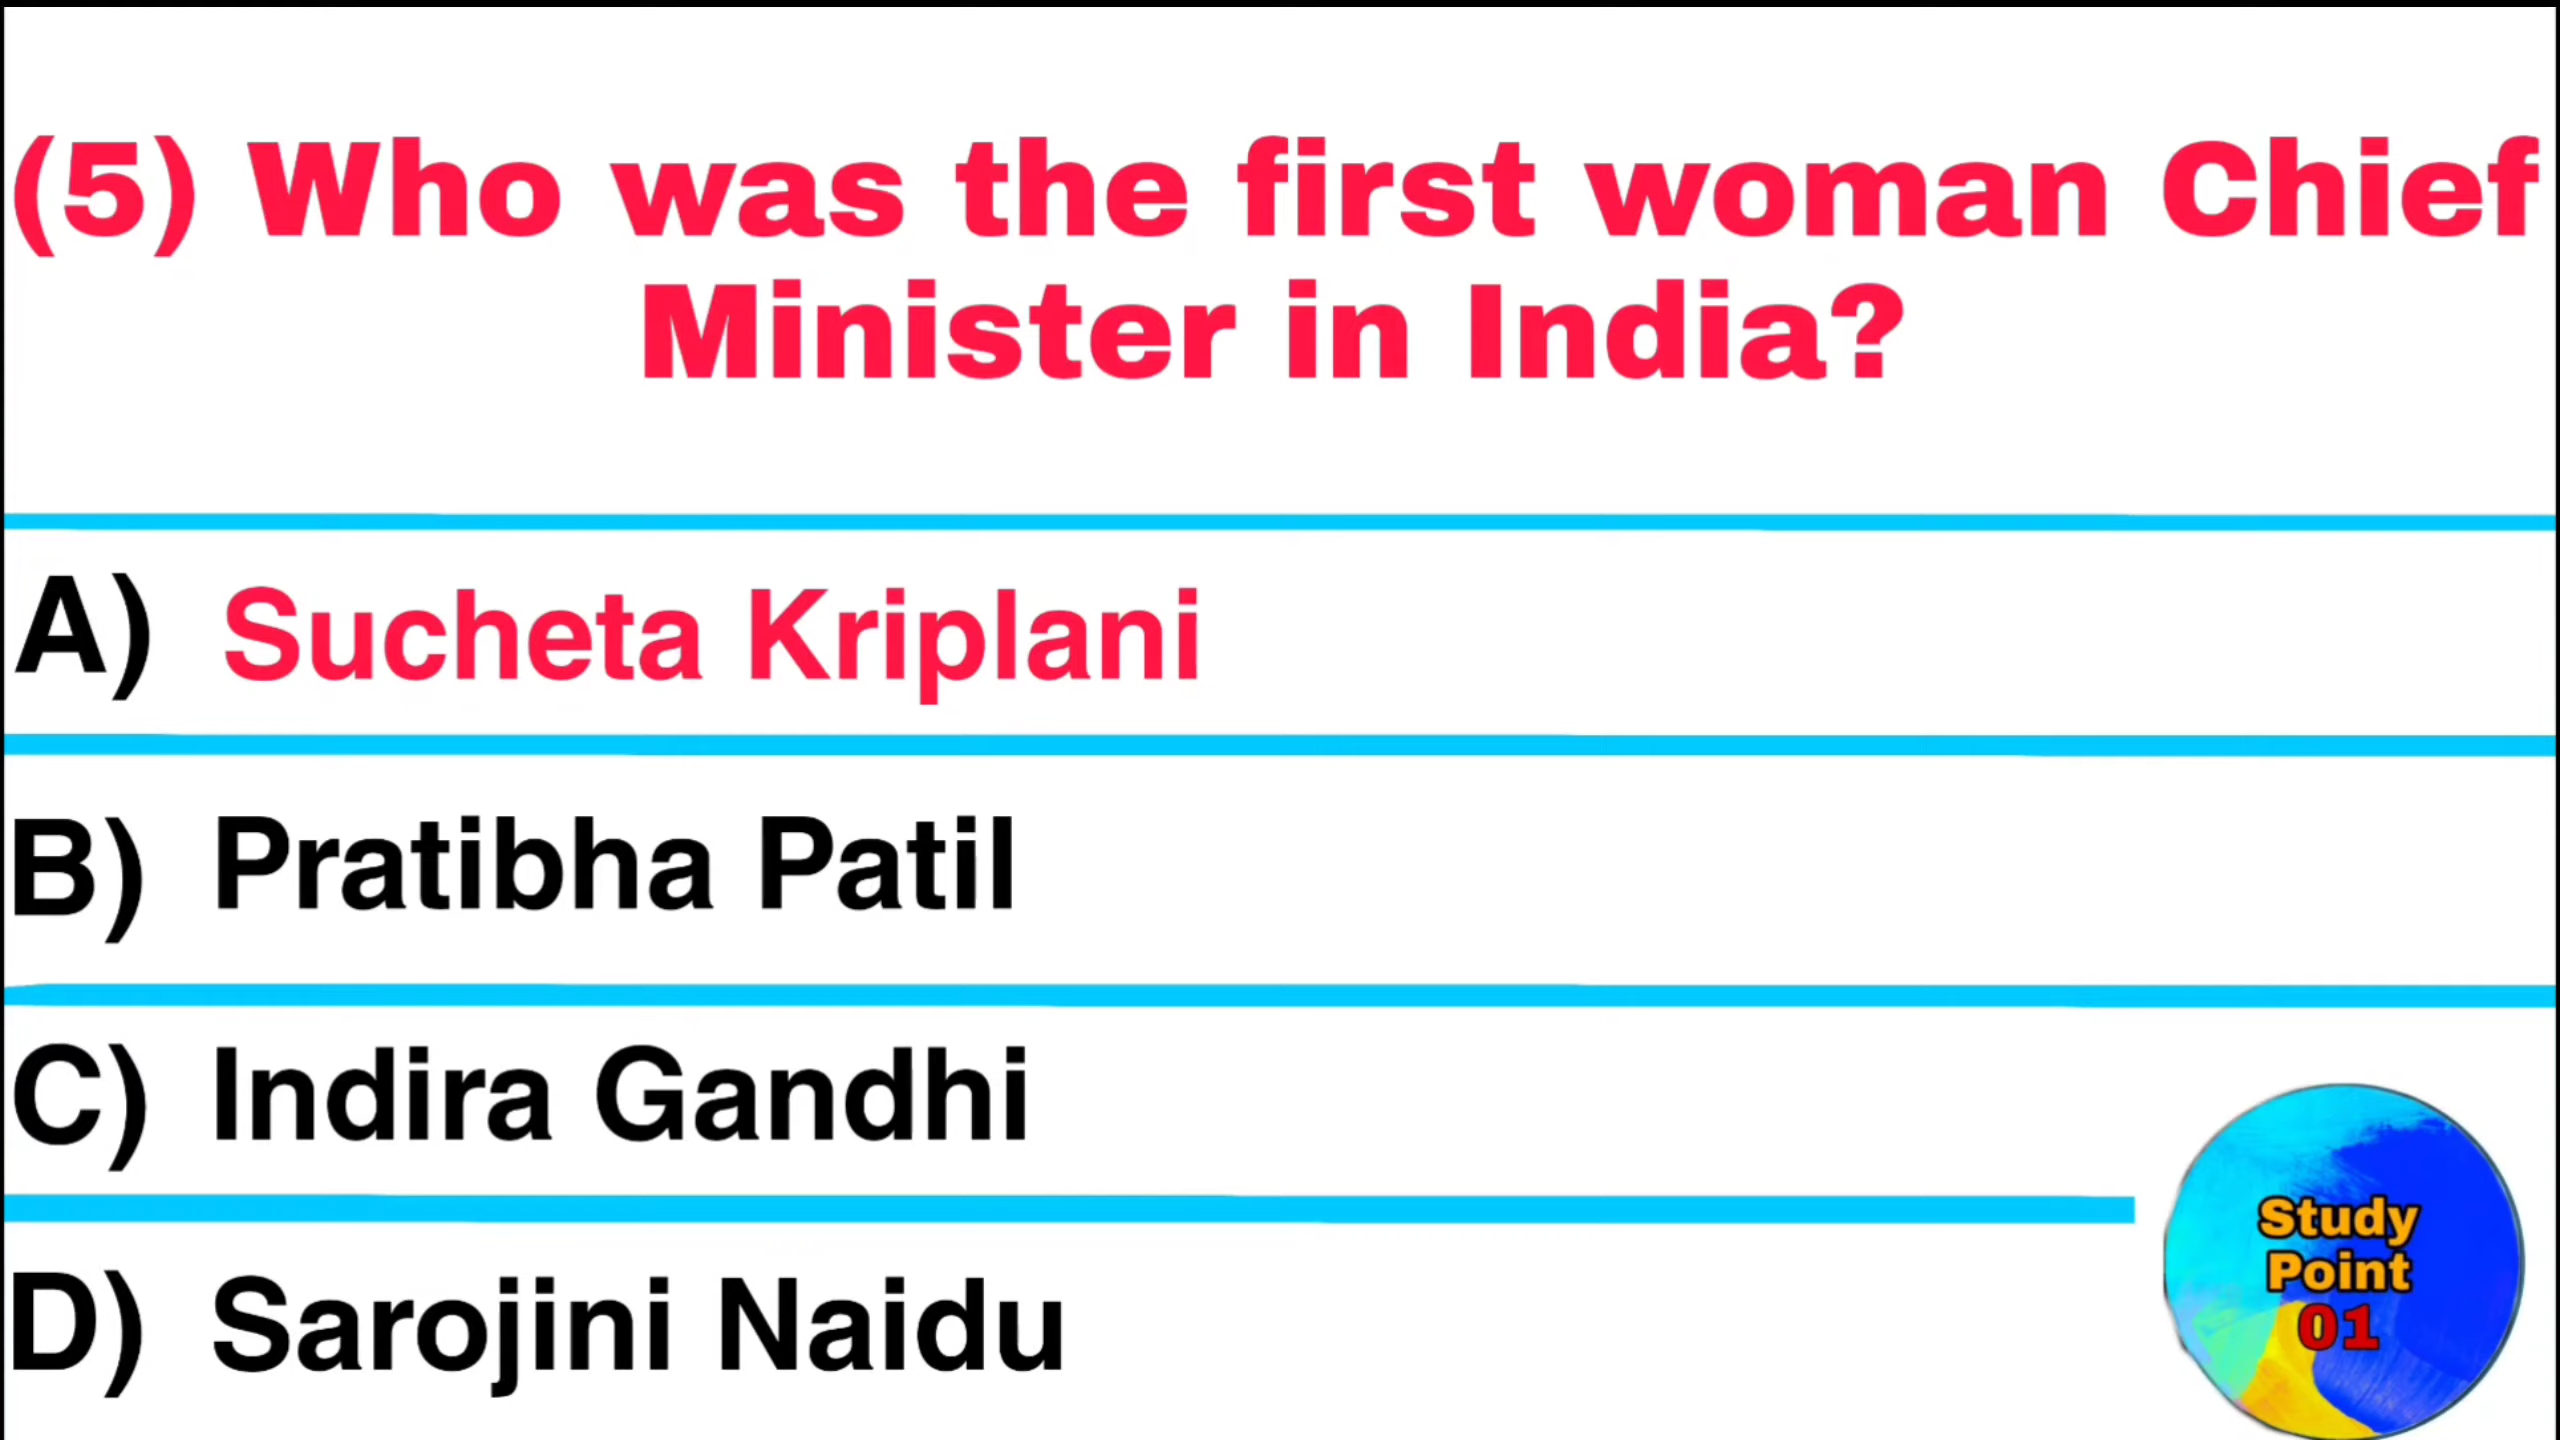 (5) Who was the first woman Chief
Minister in India?
A) Sucheta Kriplani
B) Pratibha Patil
C) Indira Gandhi
D) Sarojini Naidu
Study
Point
01